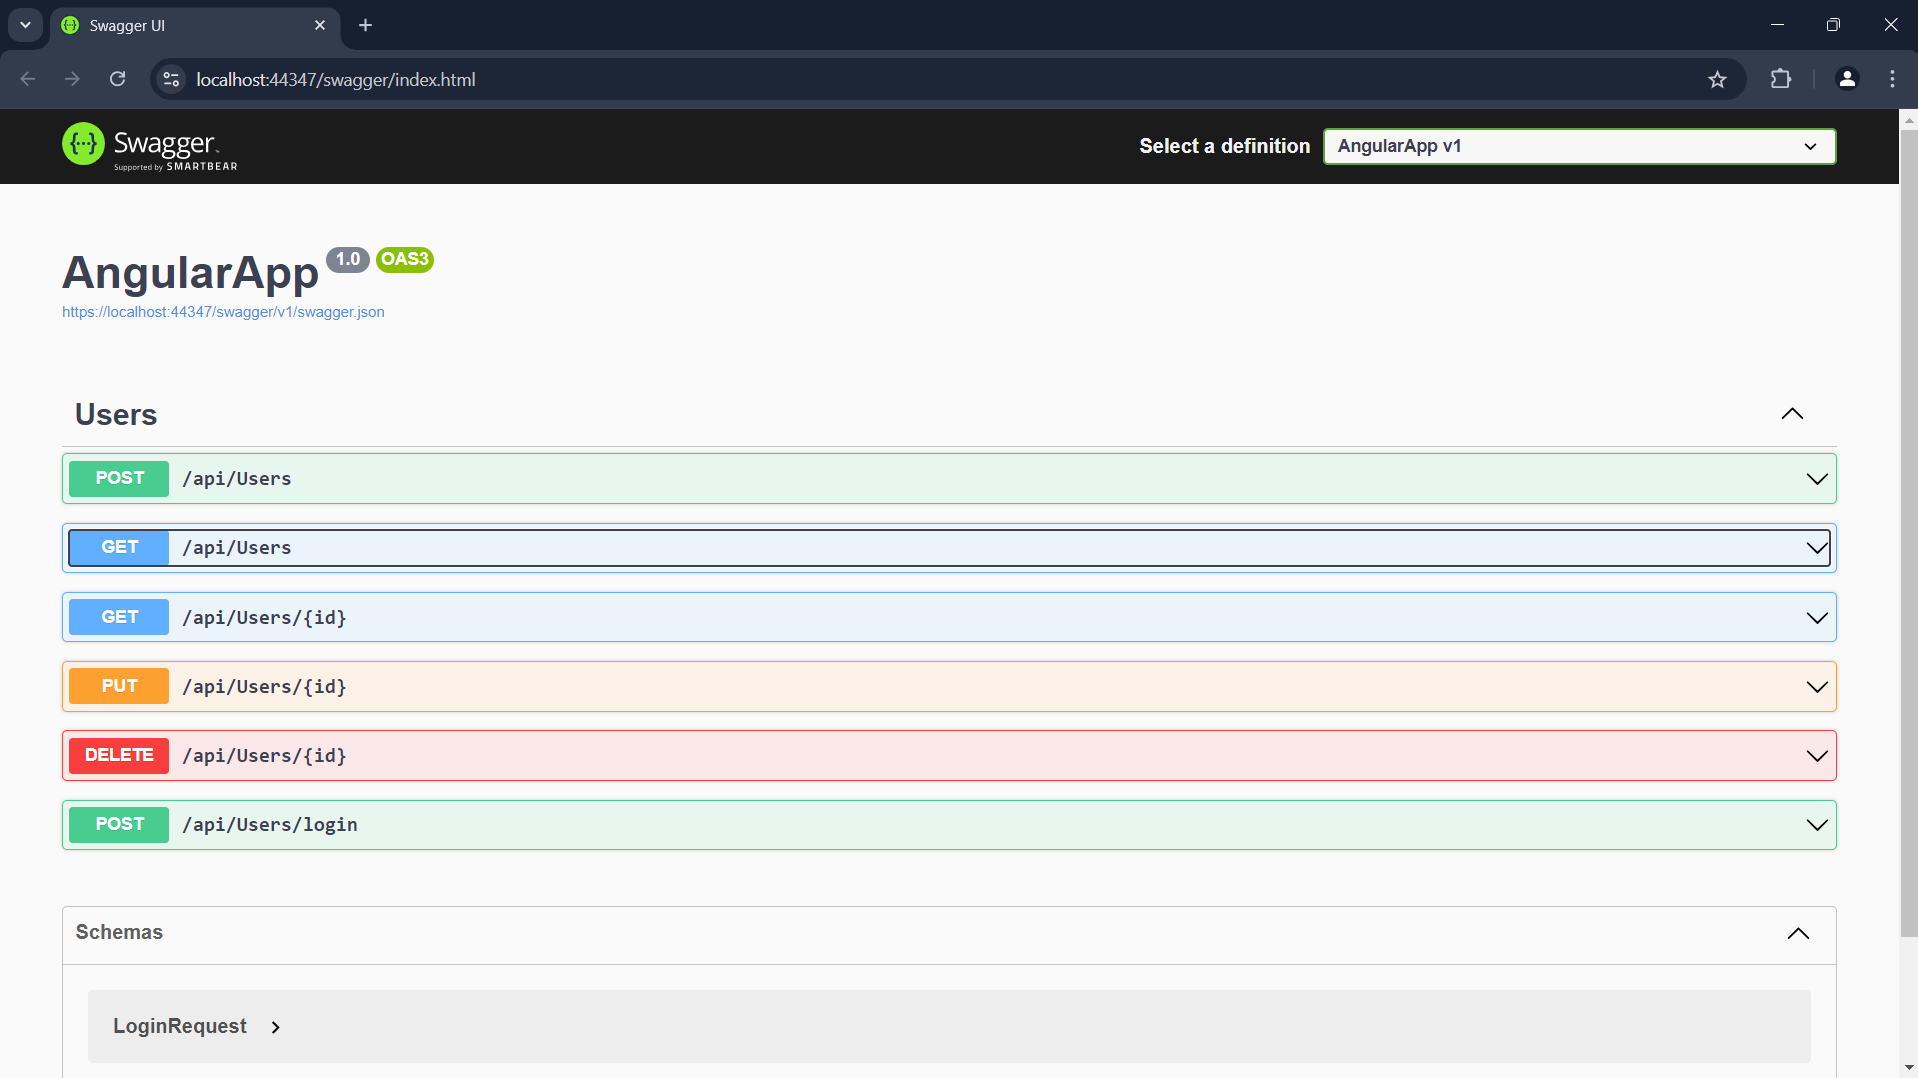 Swagger UI
localhost:44347/swagger/index.html
Swagger™
Supported by SMARTBEAR
Select a definition
AngularApp v1
AngularApp 1.0 OAS3
https://localhost:44347/swagger/v1/swagger.json
Users
POST /api/Users
GET /api/Users
GET /api/Users/{id}
PUT /api/Users/{id}
DELETE /api/Users/{id}
POST /api/Users/login
Schemas
LoginRequest